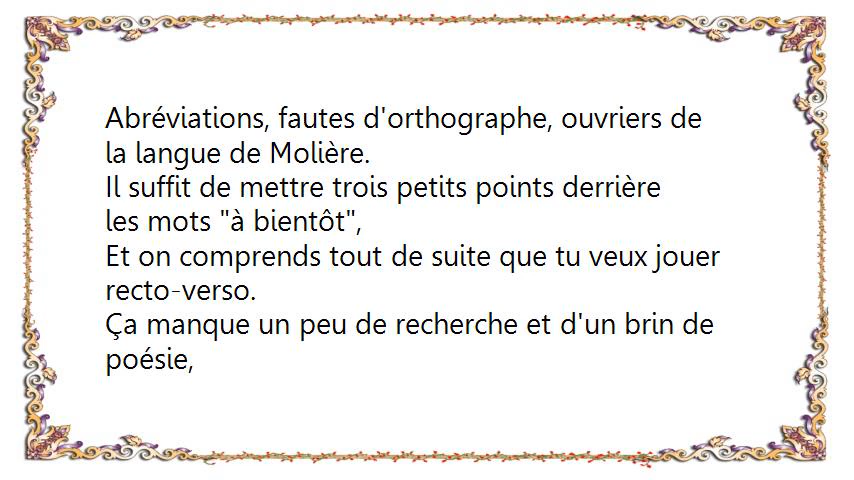 Abréviations, fautes d'orthographe, ouvriers de
la langue de Molière.
Il suffit de mettre trois petits points derrière
les mots "à bientôt",
Et on comprends tout de suite que tu veux jouer
recto-verso.
Ça manque un peu de recherche et d'un brin de
poésie,